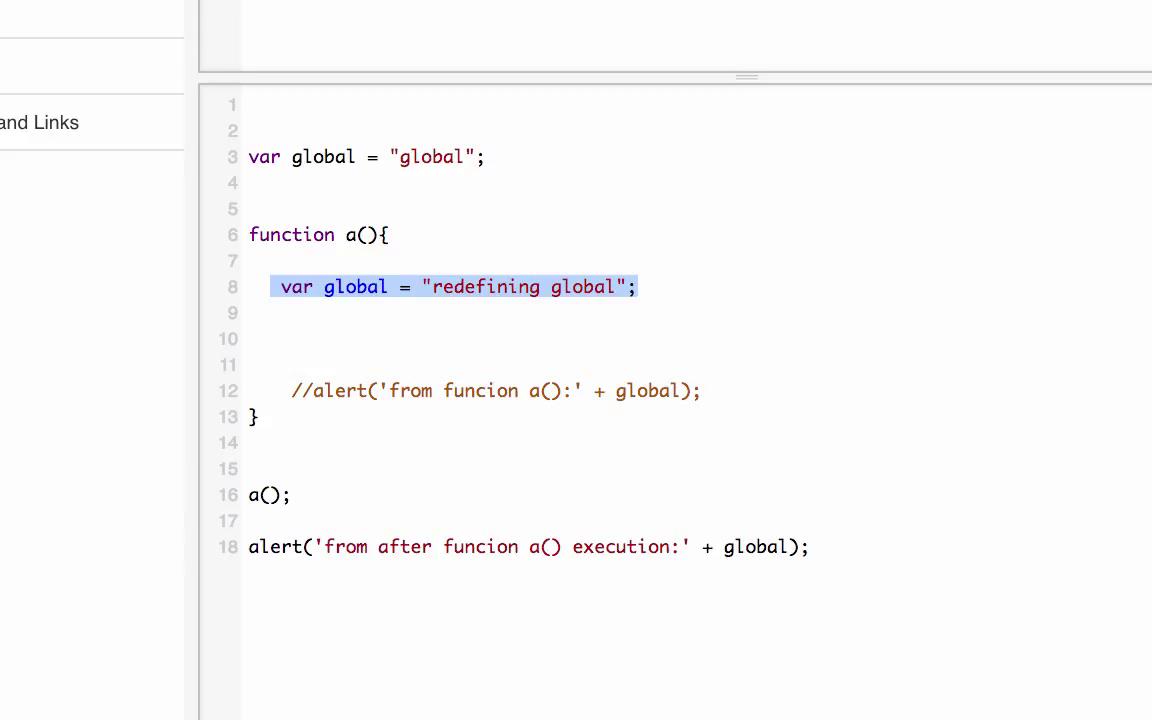 and Links
1
2
3 var global = "global";
4
5
6 function a(){
7
8 var global = "redefining global";
9
10
11
12 //alert('from funcion a():' + global);
13 }
14
15
16 a();
17
18 alert('from after funcion a() execution:' + global);